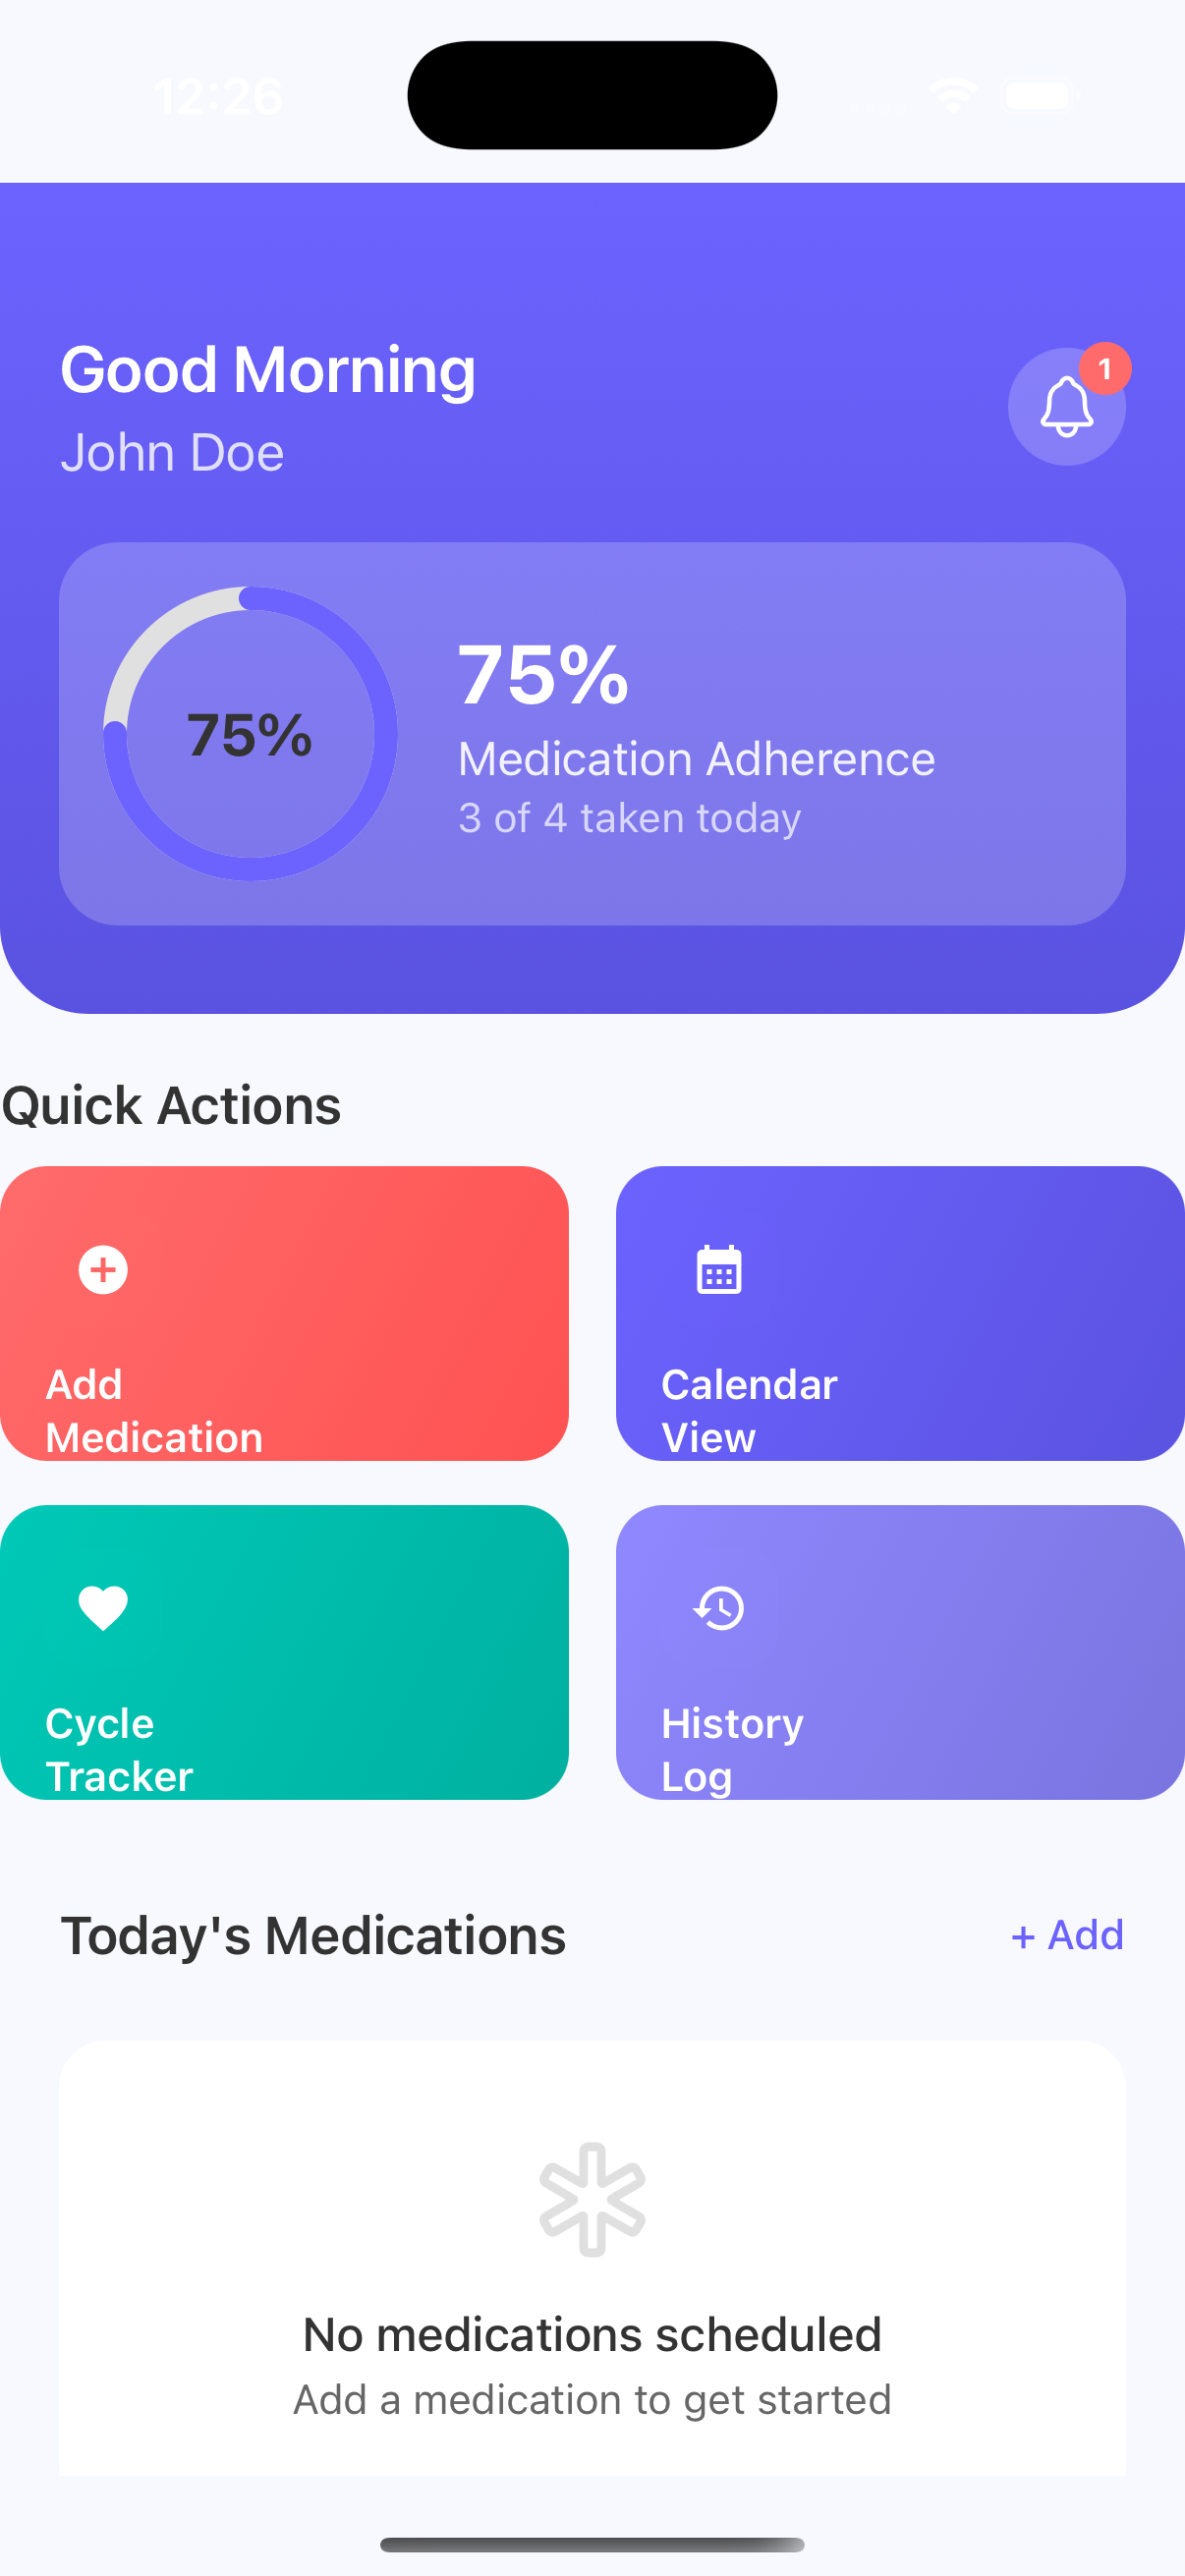 12:26
Good Morning
1
John Doe
75%
75%
Medication Adherence
3 of 4 taken today
Quick Actions
Add
Medication
Calendar
View
Cycle
Tracker
History
Log
Today's Medications
+ Add
No medications scheduled
Add a medication to get started